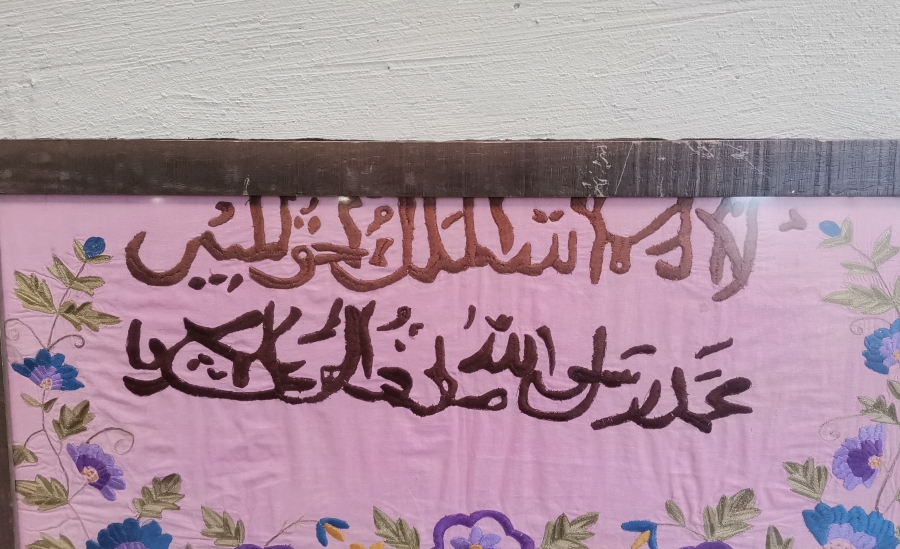 لا اله الا الله الملك الحق المبين
محمد رسول الله صادق الوعد الامين